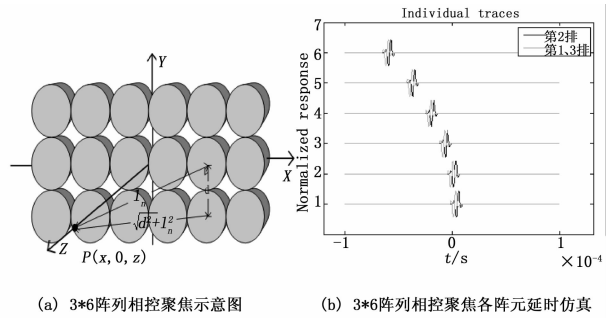 Y
X
Z
l_n
d
√d²+l_n²
P(x,0,z)
(a) 3*6阵列相控聚焦示意图
Individual traces
第2排
第1,3排
Normalized response
7
6
5
4
3
2
1
-1
0
1
t/s
×10⁻⁴
(b) 3*6阵列相控聚焦各阵元延时仿真